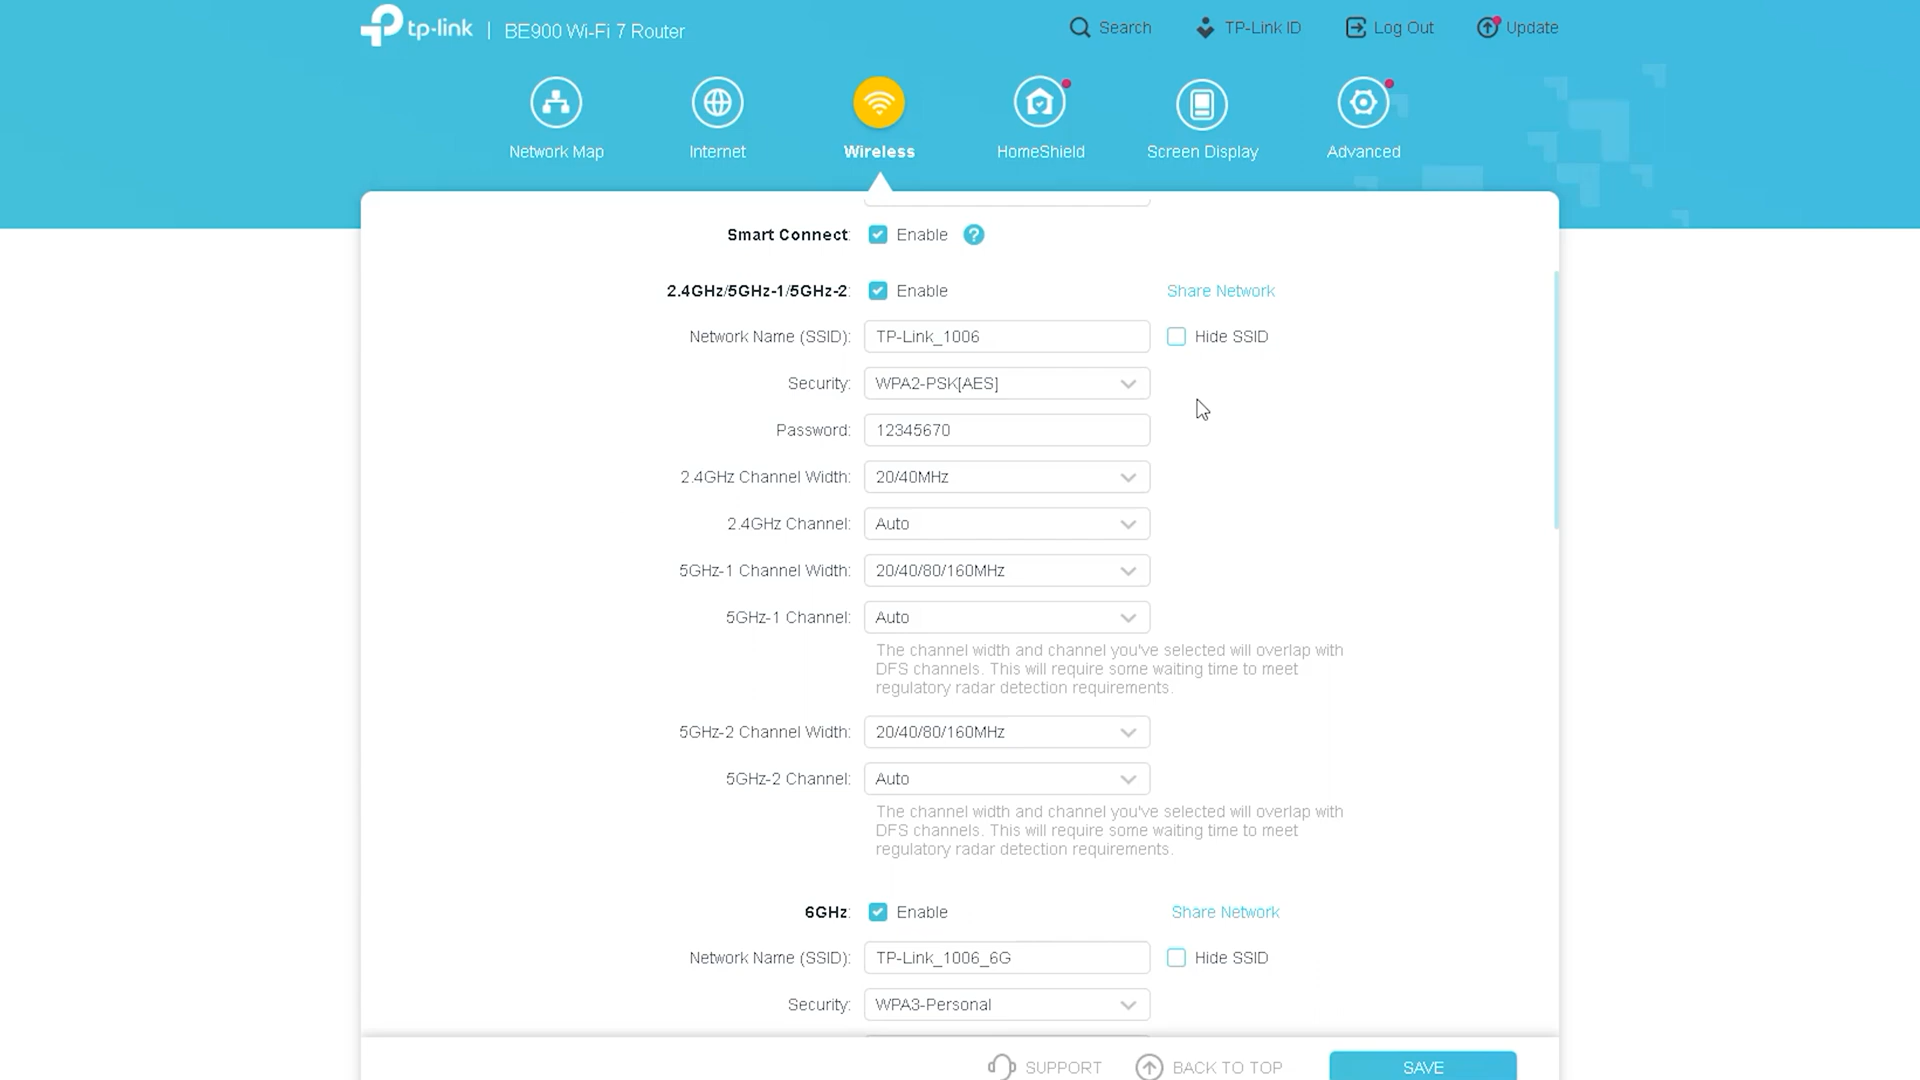 tp-link | BE900 Wi-Fi 7 Router
Search
TP-Link ID
Log Out
Update
Network Map
Internet
Wireless
HomeShield
Screen Display
Advanced
Smart Connect: Enable ?
2.4GHz/5GHz-1/5GHz-2: Enable Share Network
Network Name (SSID): TP-Link_1006 Hide SSID
Security: WPA2-PSK[AES]
Password: 12345670
2.4GHz Channel Width: 20/40MHz
2.4GHz Channel: Auto
5GHz-1 Channel Width: 20/40/80/160MHz
5GHz-1 Channel: Auto
The channel width and channel you've selected will overlap with
DFS channels. This will require some waiting time to meet
regulatory radar detection requirements.
5GHz-2 Channel Width: 20/40/80/160MHz
5GHz-2 Channel: Auto
The channel width and channel you've selected will overlap with
DFS channels. This will require some waiting time to meet
regulatory radar detection requirements.
6GHz: Enable Share Network
Network Name (SSID): TP-Link_1006_6G Hide SSID
Security: WPA3-Personal
SUPPORT
BACK TO TOP
SAVE